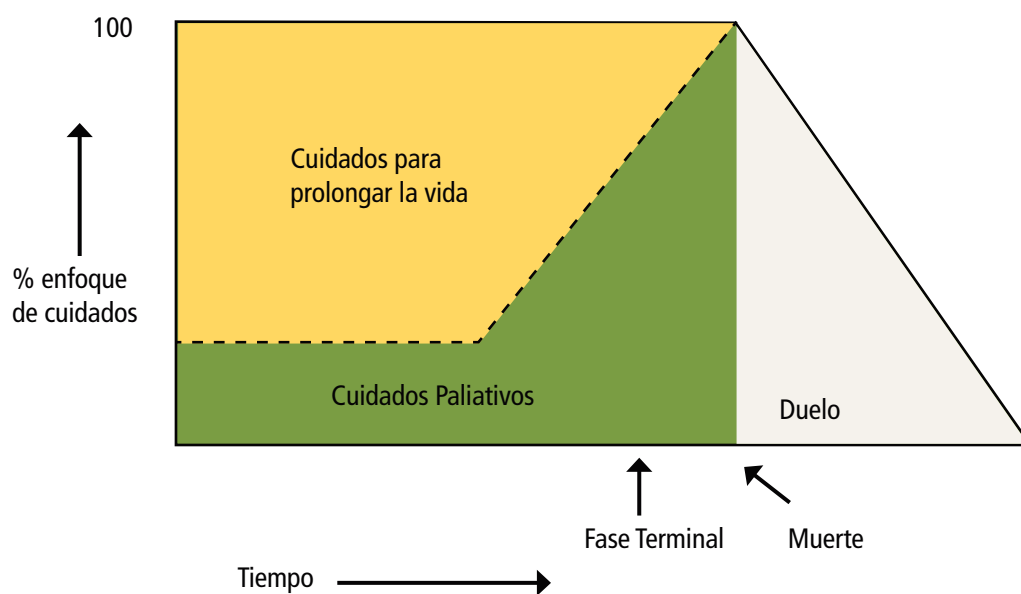 100
Cuidados para
prolongar la vida
% enfoque
de cuidados
Cuidados Paliativos
Duelo
Fase Terminal
Muerte
Tiempo